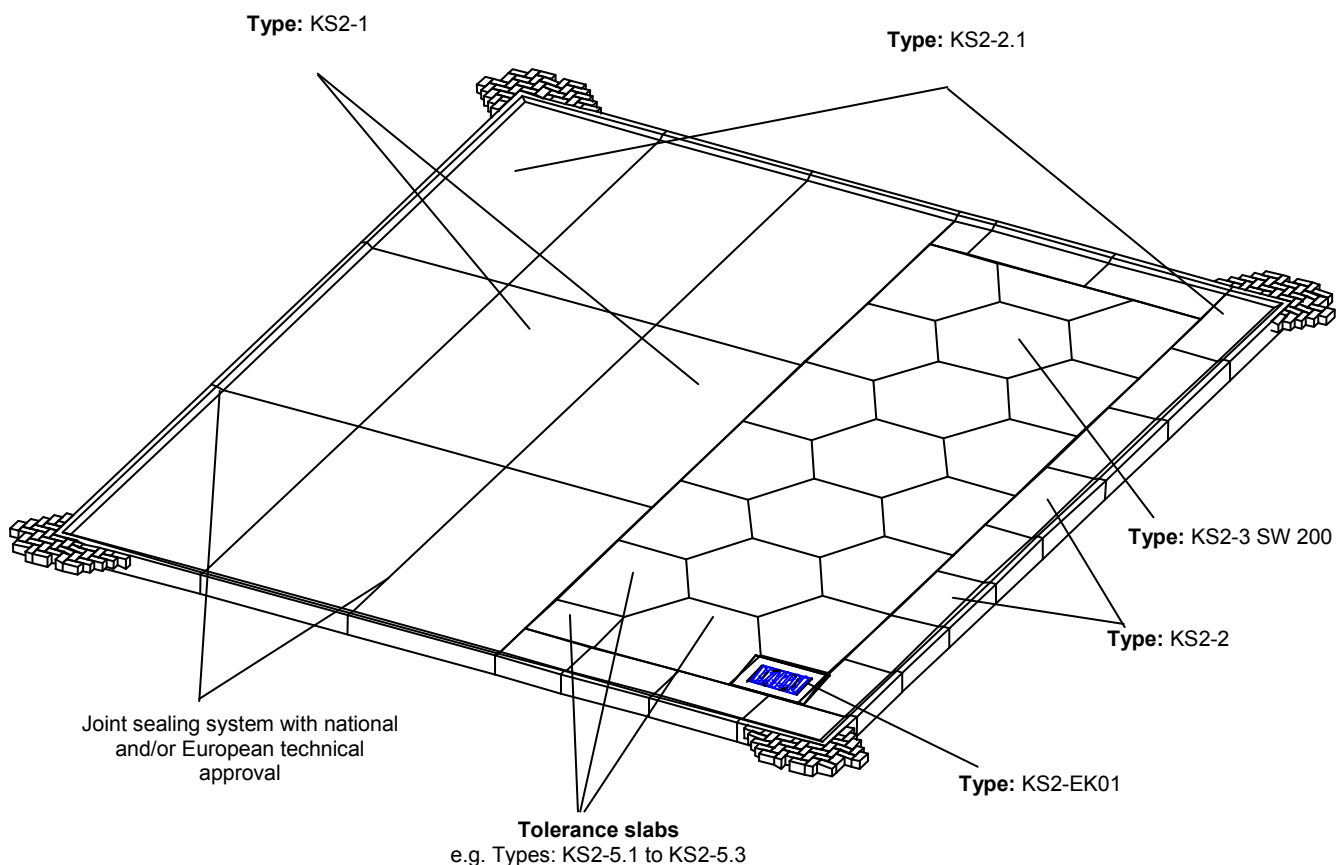 Type: KS2-1
Type: KS2-2.1
Type: KS2-3 SW 200
Type: KS2-2
Joint sealing system with national
and/or European technical
approval
Type: KS2-EK01
Tolerance slabs
e.g. Types: KS2-5.1 to KS2-5.3